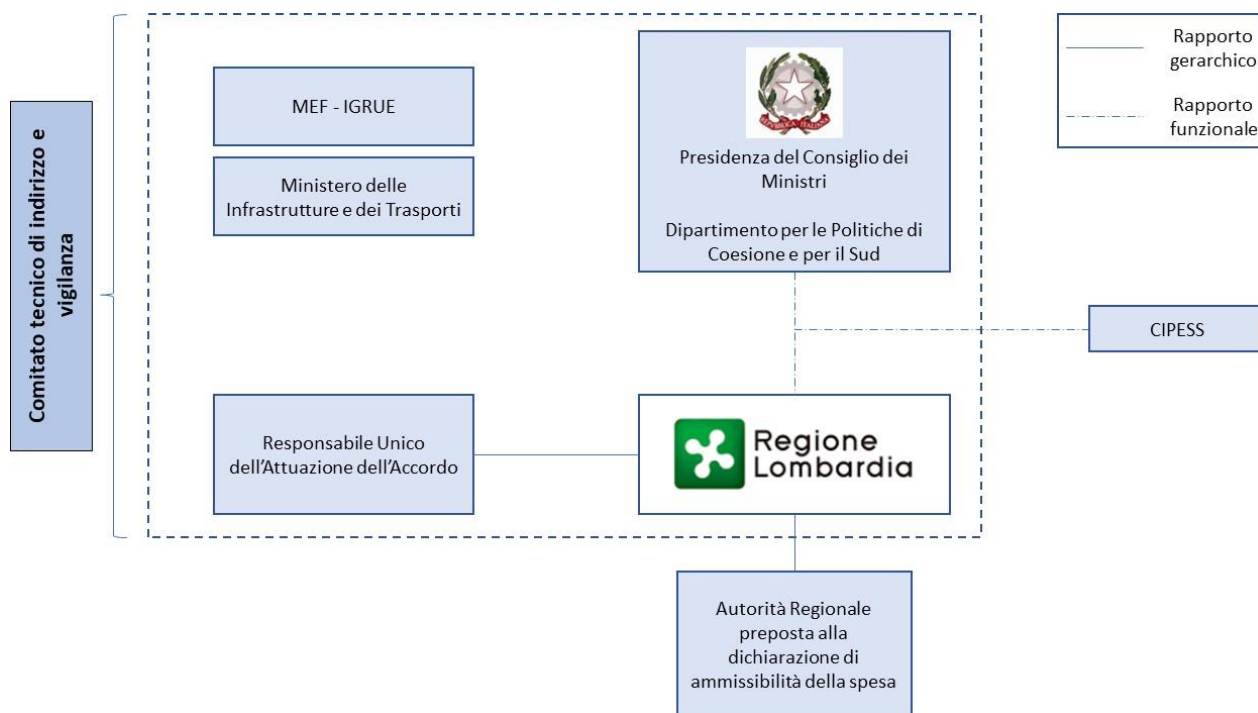 Comitato tecnico di indirizzo e
vigilanza
MEF - IGRUE
Ministero delle
Infrastrutture e dei Trasporti
REPVBBLICA ITALIANA
Presidenza del Consiglio dei
Ministri
Dipartimento per le Politiche di
Coesione e per il Sud
Rapporto
gerarchico
Rapporto
funzionale
CIPESS
Responsabile Unico
dell'Attuazione dell'Accordo
Regione
Lombardia
Autorità Regionale
preposta alla
dichiarazione di
ammissibilità della spesa